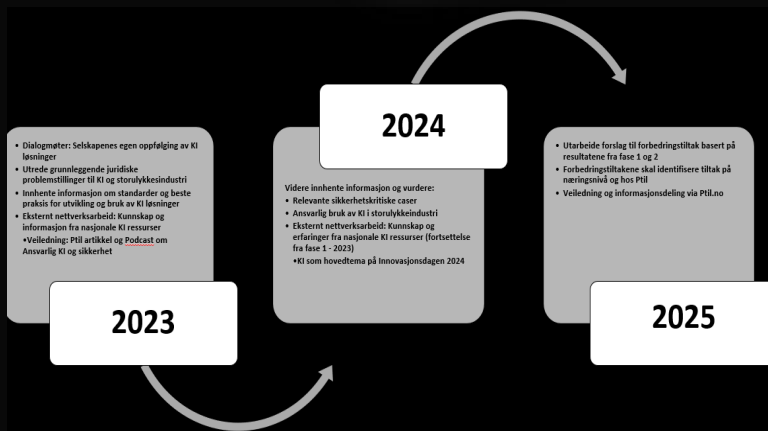 • Dialogmøter: Selskapenes egen oppfølging av KI
løsninger
• Utrede grunnleggende juridiske
problemstillinger til KI og storulykkesindustri
• Innhente informasjon om standarder og beste
praksis for utvikling og bruk av KI løsninger
• Eksternt nettverksarbeid: Kunnskap og
informasjon fra nasjonale KI ressurser
•Veiledning: Ptil artikkel og Podcast om
Ansvarlig KI og sikkerhet
2023
2024
Videre innhente informasjon og vurdere:
• Relevante sikkerhetskritiske caser
• Ansvarlig bruk av KI i storulykkeindustri
• Eksternt nettverksarbeid: Kunnskap og
erfaringer fra nasjonale KI ressurser (fortsettelse
fra fase 1 - 2023)
•KI som hovedtema på Innovasjonsdagen 2024
• Utarbeide forslag til forbedringstiltak basert på
resultatene fra fase 1 og 2
• Forbedringstiltakene skal identifisere tiltak på
næringsnivå og hos Ptil
• Veiledning og informasjonsdeling via Ptil.no
2025